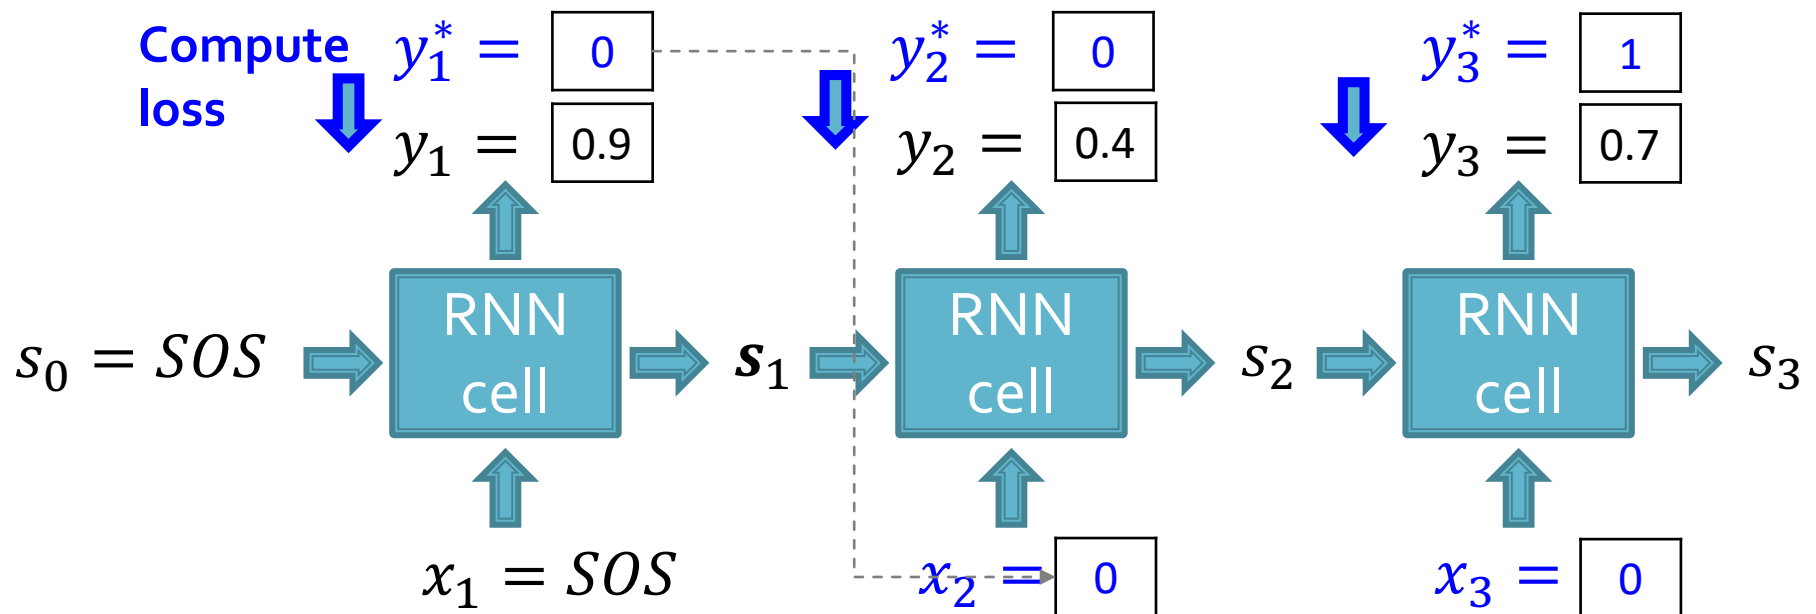 Compute loss
y₁* = 0
y₂* = 0
y₃* = 1
y₁ = 0.9
y₂ = 0.4
y₃ = 0.7
s₀ = SOS
RNN cell
s₁
RNN cell
s₂
RNN cell
s₃
x₁ = SOS
x₂ = 0
x₃ = 0